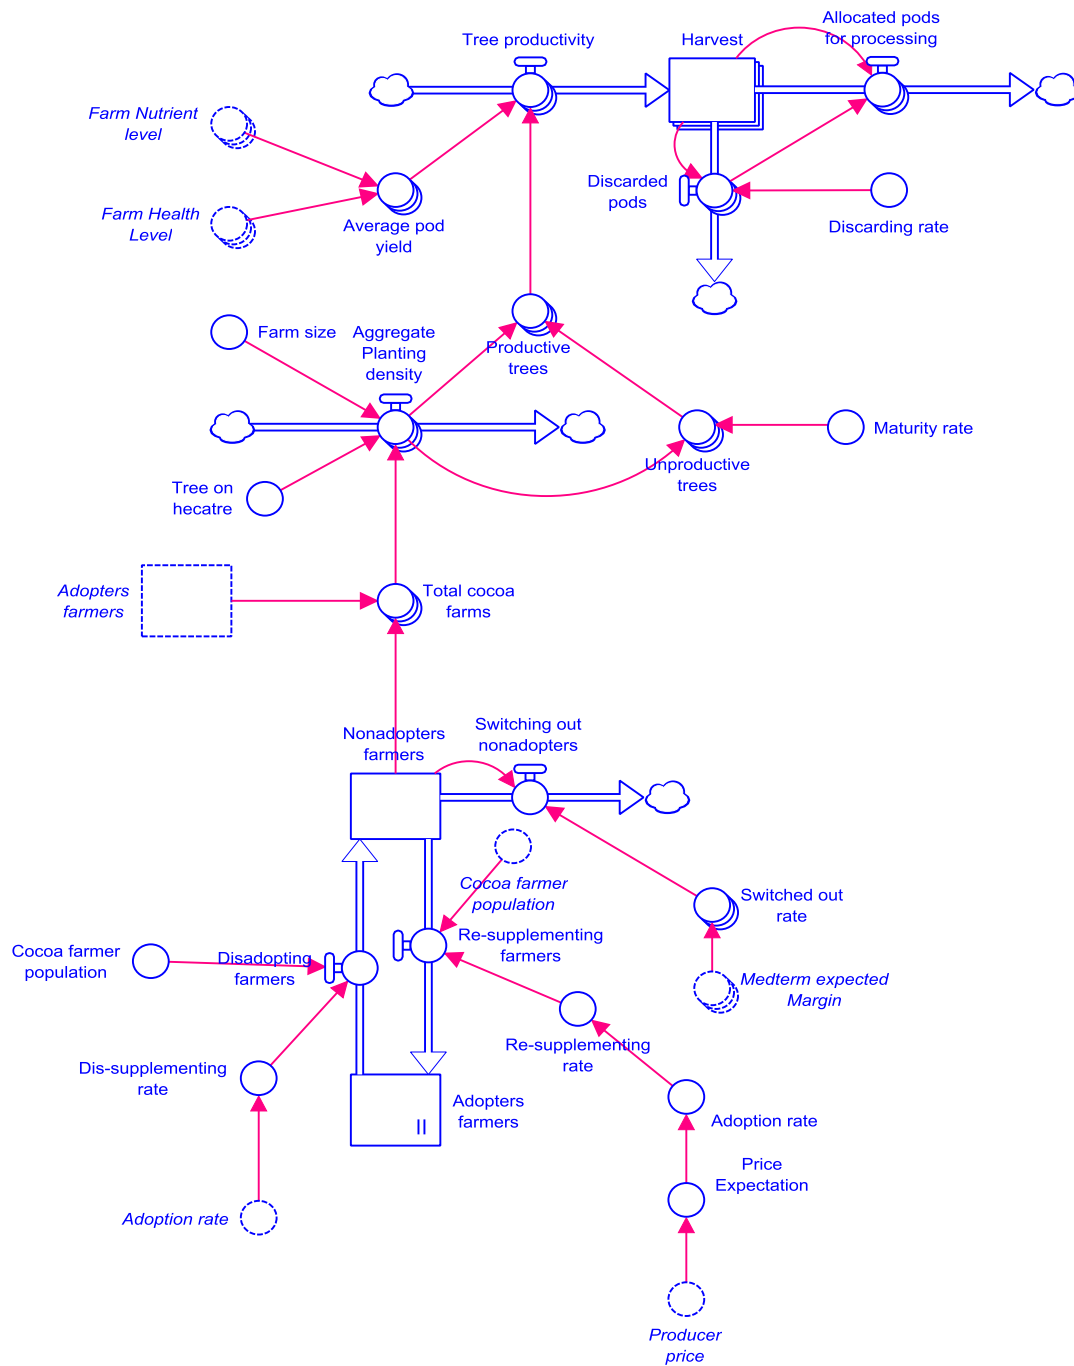 Tree productivity
Harvest
Allocated pods
for processing
Farm Nutrient
level
Discarded
pods
Farm Health
Level
Average pod
yield
Discarding rate
Farm size
Aggregate
Planting
density
Productive
trees
Maturity rate
Unproductive
trees
Tree on
hecatre
Adopters
farmers
Total cocoa
farms
Nonadopters
farmers
Switching out
nonadopters
Cocoa farmer
population
Switched out
rate
Cocoa farmer
population
Disadopting
farmers
Re-supplementing
farmers
Medterm expected
Margin
Re-supplementing
rate
Dis-supplementing
rate
Adopters
farmers
Adoption rate
Price
Expectation
Adoption rate
Producer
price